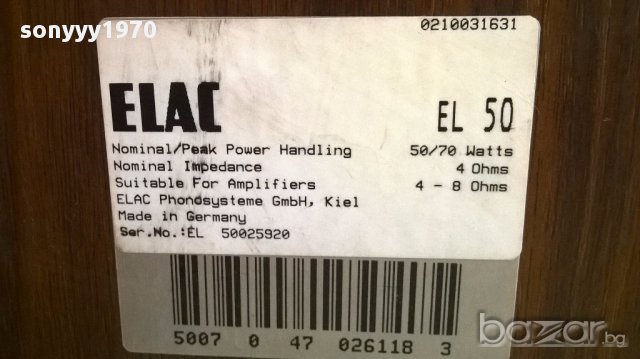 sonyyy1970
0210031631
ELAC EL 50
Nominal/Peak Power Handling 50/70 Watts
Nominal Impedance 4 Ohms
Suitable For Amplifiers 4 - 8 Ohms
ELAC Phonosysteme GmbH, Kiel
Made in Germany
Ser.No.:EL 50025920
5007 0 47 026118 3
bazar.bg